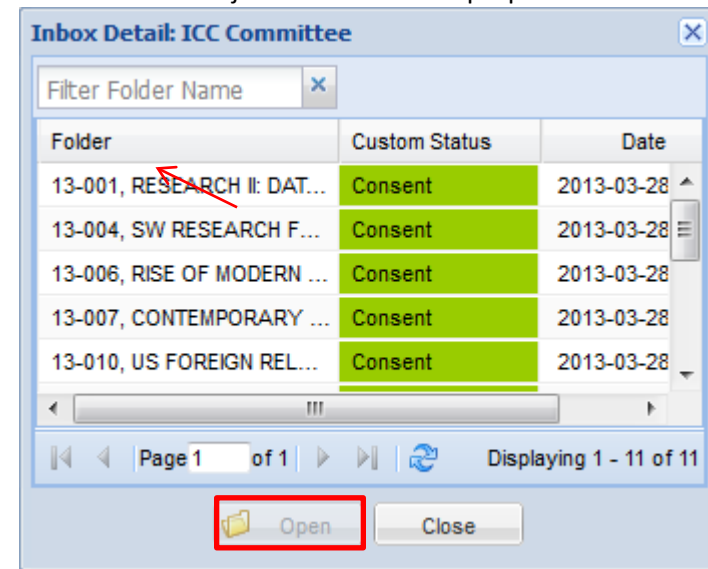 Inbox Detail: ICC Committee
Filter Folder Name
Folder Custom Status Date
13-001, RESEARCH II: DAT... Consent 2013-03-28
13-004, SW RESEARCH F... Consent 2013-03-28
13-006, RISE OF MODERN ... Consent 2013-03-28
13-007, CONTEMPORARY ... Consent 2013-03-28
13-010, US FOREIGN REL... Consent 2013-03-28
Page 1 of 1 Displaying 1 - 11 of 11
Open Close